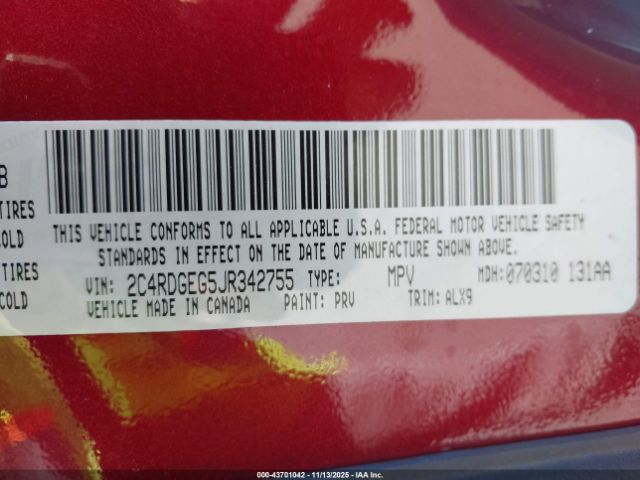 B
TIRES
COLD
TIRES
COLD
THIS VEHICLE CONFORMS TO ALL APPLICABLE U.S.A. FEDERAL MOTOR VEHICLE SAFETY
STANDARDS IN EFFECT ON THE DATE OF MANUFACTURE SHOWN ABOVE.
VIN: 2C4RDGEG5JR342755 TYPE: MPV MDH:070310 131AA
VEHICLE MADE IN CANADA PAINT: PRV TRIM: ALX9
000-43701042 - 11/13/2025 - IAA Inc.